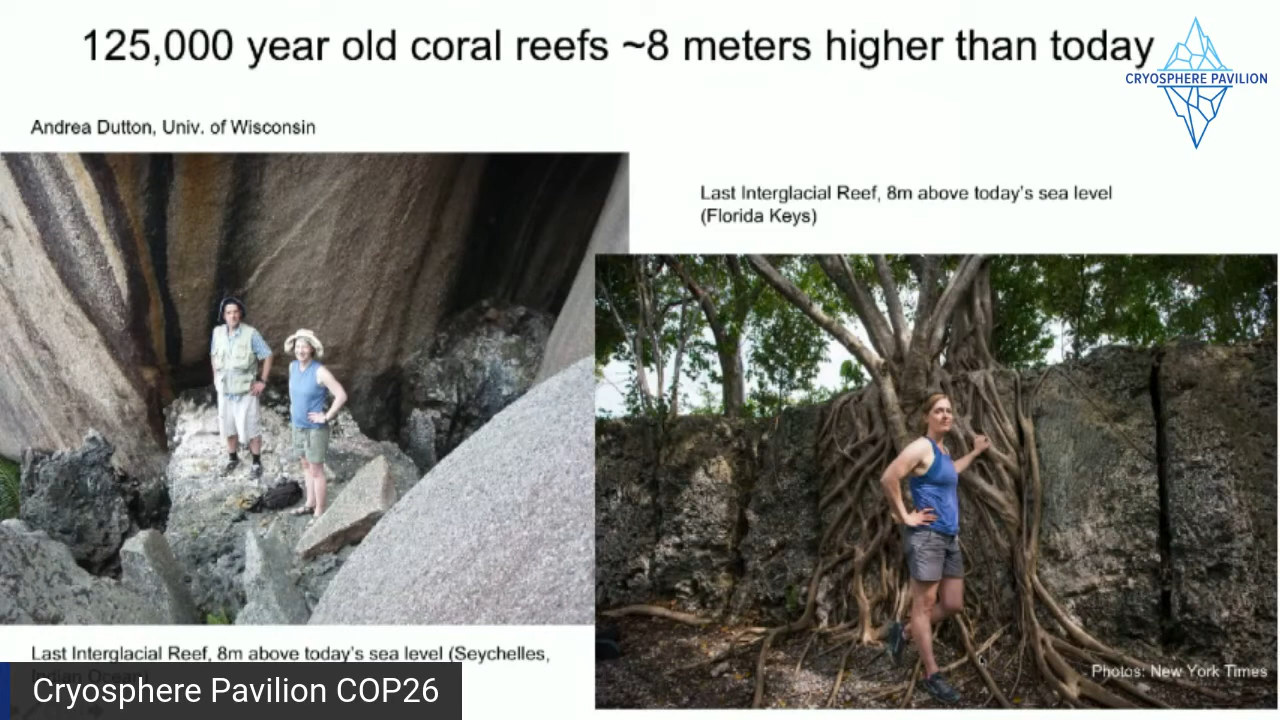 125,000 year old coral reefs ~8 meters higher than today
CRYOSPHERE PAVILION
Andrea Dutton, Univ. of Wisconsin
Last Interglacial Reef, 8m above today's sea level
(Florida Keys)
Photos: New York Times
Last Interglacial Reef, 8m above today's sea level (Seychelles,
Cryosphere Pavilion COP26